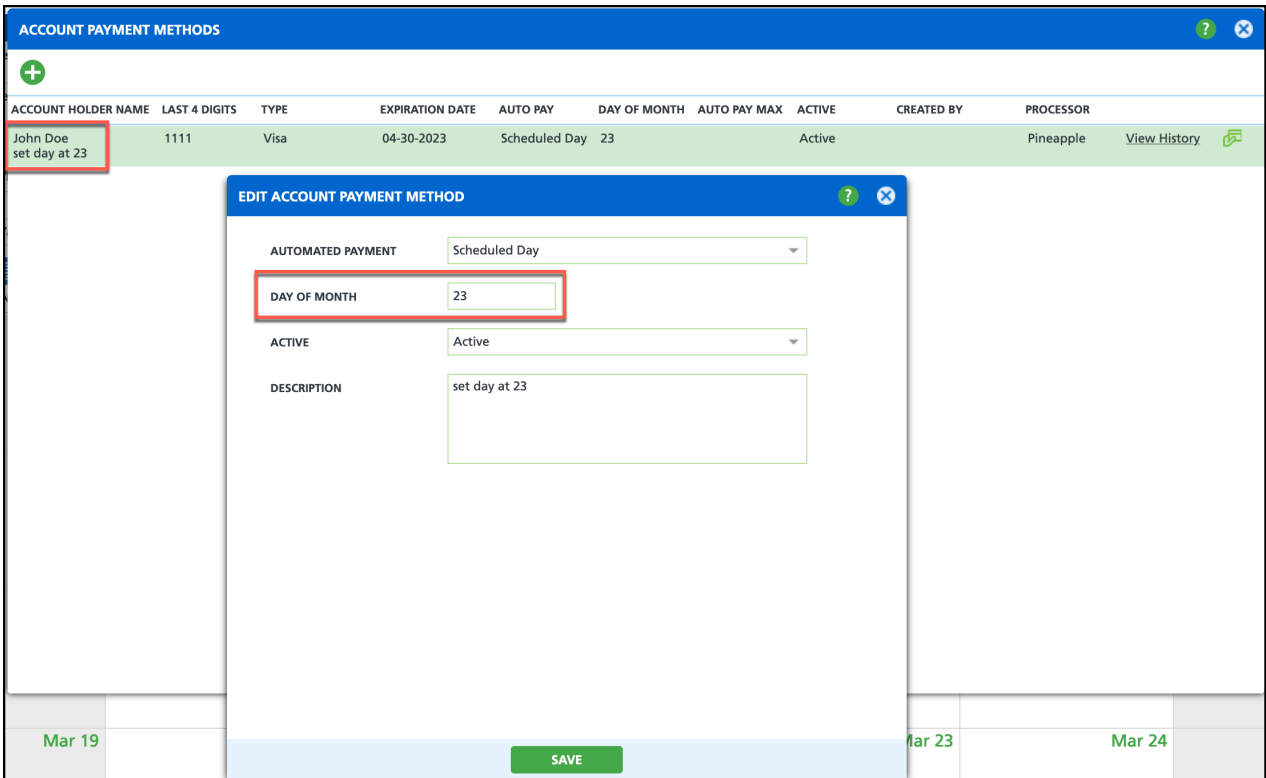 ACCOUNT PAYMENT METHODS ?
ACCOUNT HOLDER NAME LAST 4 DIGITS TYPE EXPIRATION DATE AUTO PAY DAY OF MONTH AUTO PAY MAX ACTIVE CREATED BY PROCESSOR
John Doe 1111 Visa 04-30-2023 Scheduled Day 23 Active Pineapple View History
set day at 23
EDIT ACCOUNT PAYMENT METHOD ?
AUTOMATED PAYMENT Scheduled Day
DAY OF MONTH 23
ACTIVE Active
DESCRIPTION set day at 23
Mar 19 Mar 23 Mar 24
SAVE